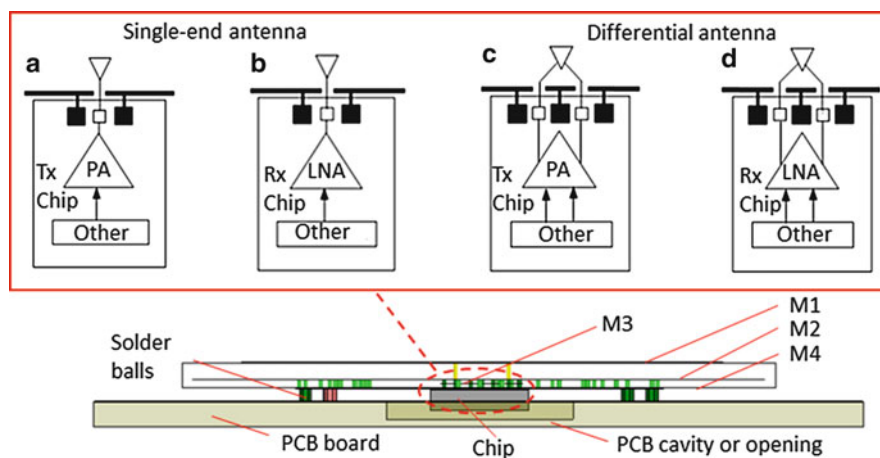 Single-end antenna
Differential antenna
a
b
c
d
Tx
Chip
PA
Other
Rx
Chip
LNA
Other
Tx
Chip
PA
Other
Rx
Chip
LNA
Other
Solder
balls
M3
M1
M2
M4
PCB board
Chip
PCB cavity or opening